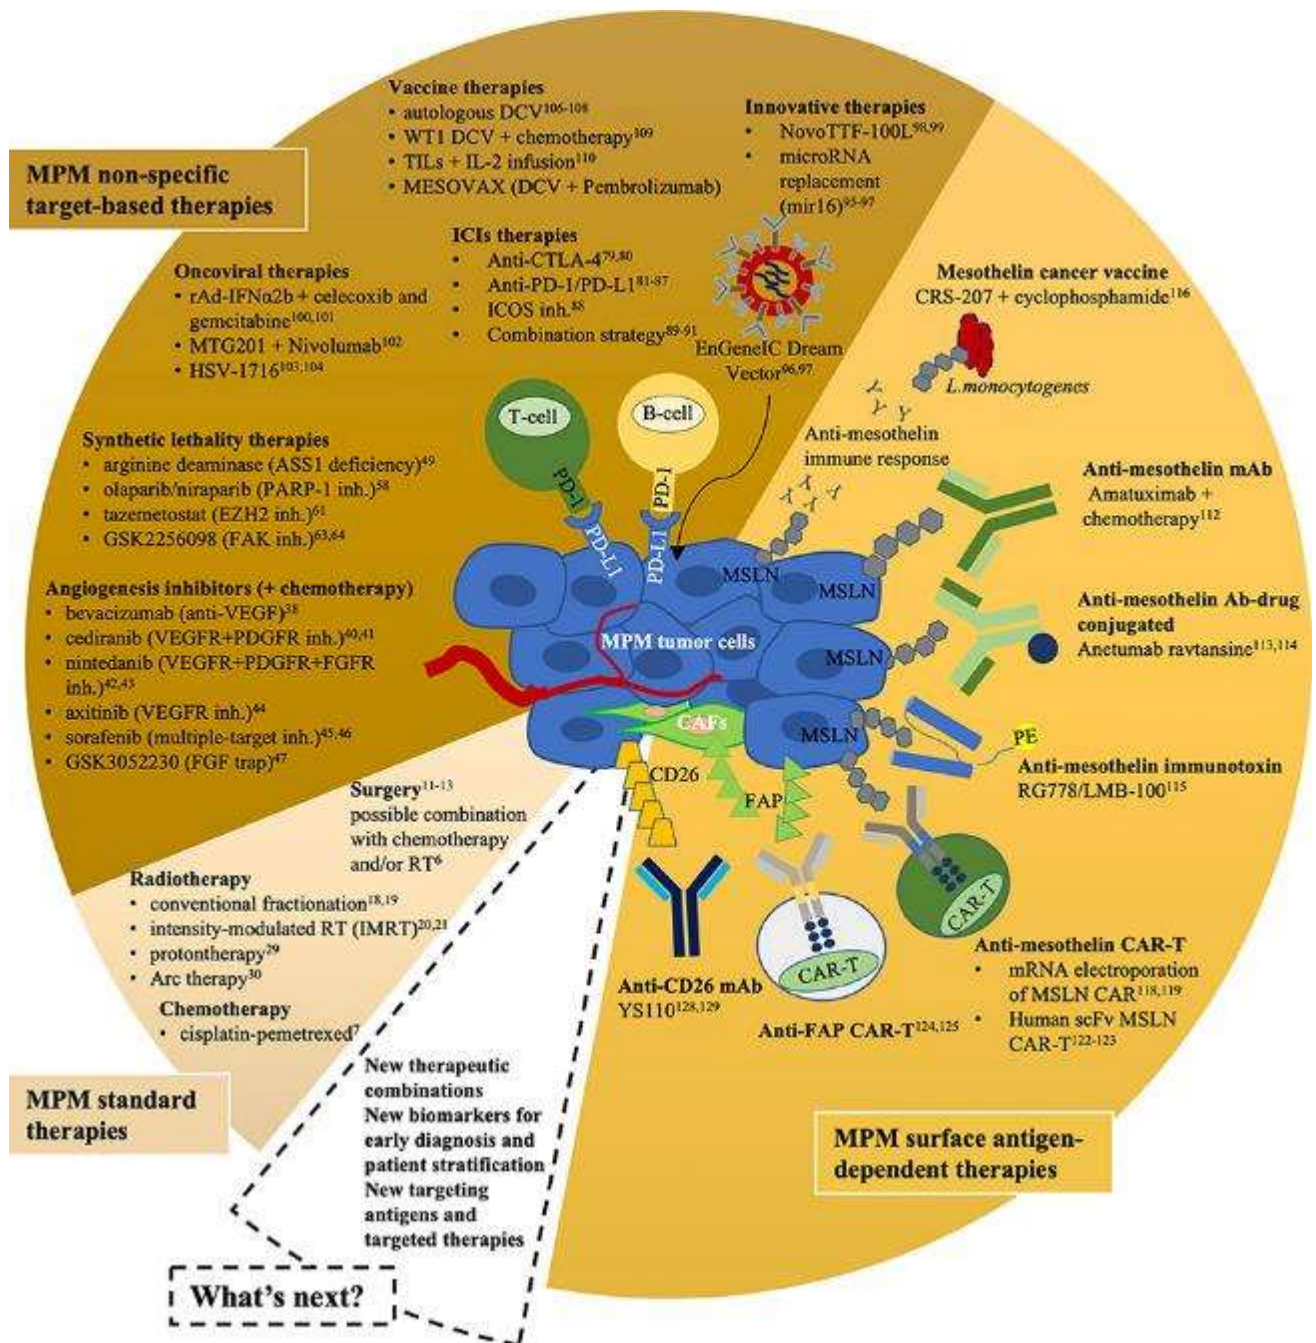 MPM non-specific
target-based therapies
Vaccine therapies
• autologous DCV106-108
• WT1 DCV + chemotherapy109
• TILs + IL-2 infusion110
• MESOVAX (DCV + Pembrolizumab)
Innovative therapies
• NovoTTF-100L98,99
• microRNA
replacement
(mir16)95-97
EnGeneIC Dream
Vector96,97
ICIs therapies
• Anti-CTLA-479,80
• Anti-PD-1/PD-L181-87
• ICOS inh.88
• Combination strategy89-91
Oncoviral therapies
• rAd-IFNα2b + celecoxib and
gemcitabine100,101
• MTG201 + Nivolumab102
• HSV-1716103,104
Synthetic lethality therapies
• arginine deaminase (ASS1 deficiency)49
• olaparib/niraparib (PARP-1 inh.)58
• tazemetostat (EZH2 inh.)61
• GSK2256098 (FAK inh.)63,64
Angiogenesis inhibitors (+ chemotherapy)
• bevacizumab (anti-VEGF)38
• cediranib (VEGFR+PDGFR inh.)40,41
• nintedanib (VEGFR+PDGFR+FGFR
inh.)42,43
• axitinib (VEGFR inh.)44
• sorafenib (multiple-target inh.)45,46
• GSK3052230 (FGF trap)47
T-cell
B-cell
PD-1
PD-1
PD-L1
PD-L1
MPM tumor cells
CAFs
MSLN
MSLN
MSLN
MSLN
CD26
FAP
Mesothelin cancer vaccine
CRS-207 + cyclophosphamide116
L.monocytogenes
Anti-mesothelin
immune response
Anti-mesothelin mAb
Amatuximab +
chemotherapy112
Anti-mesothelin Ab-drug
conjugated
Anetumab ravtansine113,114
PE
Anti-mesothelin immunotoxin
RG778/LMB-100115
CAR-T
Anti-mesothelin CAR-T
• mRNA electroporation
of MSLN CAR118,119
• Human scFv MSLN
CAR-T122-123
CAR-T
Anti-FAP CAR-T124,125
Anti-CD26 mAb
YS110128,129
MPM surface antigen-
dependent therapies
Surgery11-13
possible combination
with chemotherapy
and/or RT6
Radiotherapy
• conventional fractionation18,19
• intensity-modulated RT (IMRT)20,21
• protontherapy29
• Arc therapy30
Chemotherapy
• cisplatin-pemetrexed7
MPM standard
therapies
New therapeutic
combinations
New biomarkers for
early diagnosis and
patient stratification
New targeting
antigens and
targeted therapies
What's next?